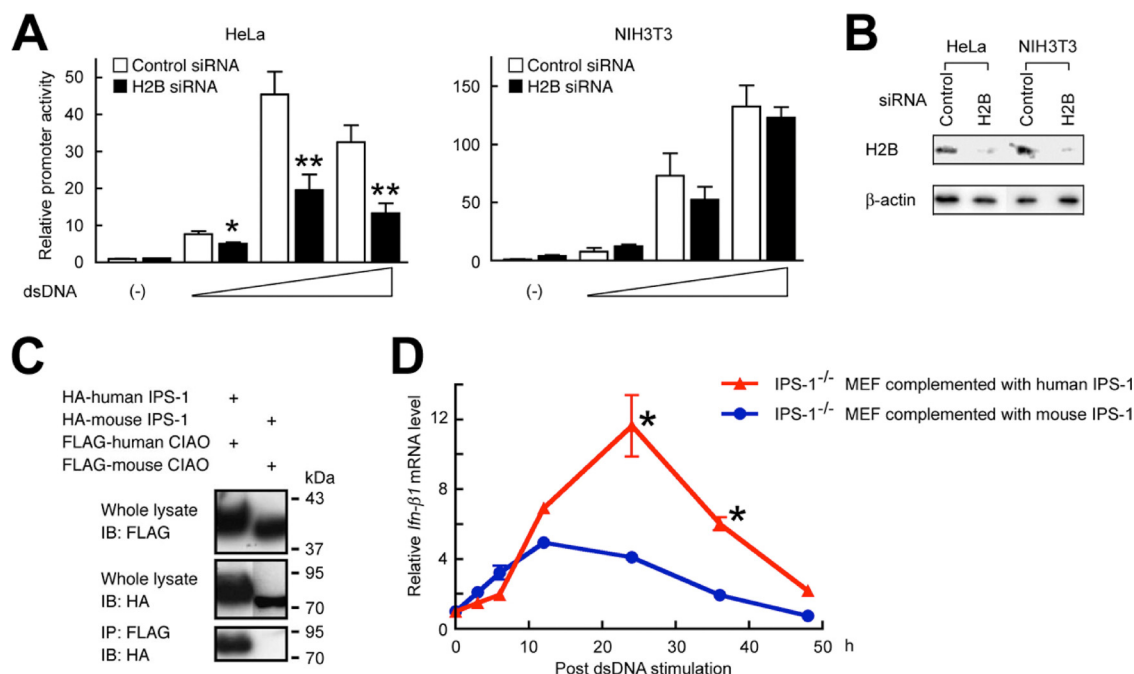 A
HeLa
Control siRNA
H2B siRNA
Relative promoter activity
50
40
30
20
10
0
*
**
**
dsDNA
(-)
NIH3T3
Control siRNA
H2B siRNA
150
100
50
0
(-)
B
HeLa NIH3T3
siRNA
Control
H2B
Control
H2B
H2B
β-actin
C
HA-human IPS-1 +
HA-mouse IPS-1 +
FLAG-human CIAO +
FLAG-mouse CIAO +
kDa
Whole lysate
IB: FLAG
43
37
Whole lysate
IB: HA
95
70
IP: FLAG
IB: HA
95
70
D
IPS-1-/- MEF complemented with human IPS-1
IPS-1-/- MEF complemented with mouse IPS-1
Relative Ifn-β1 mRNA level
12
8
4
0
*
*
0 10 20 30 40 50 h
Post dsDNA stimulation